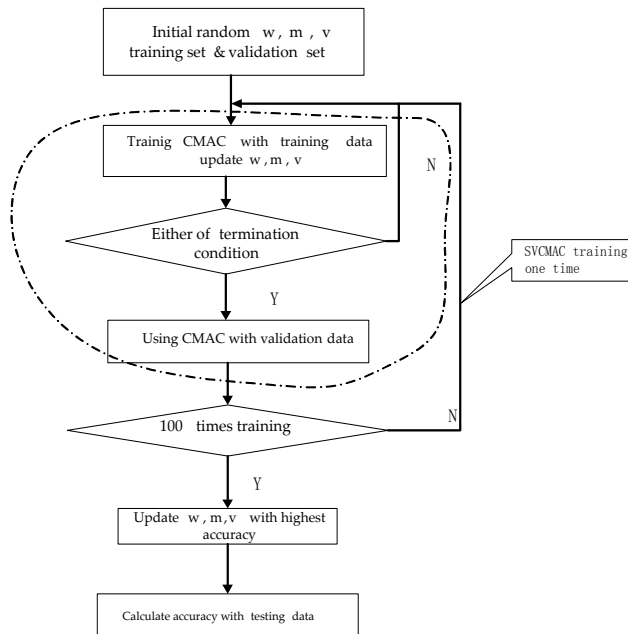 Initial random w, m, v
training set & validation set
Trainig CMAC with training data
update w,m,v
N
Either of termination
condition
SVCMAC training
one time
Y
Using CMAC with validation data
100 times training
N
Y
Update w,m,v with highest
accuracy
Calculate accuracy with testing data